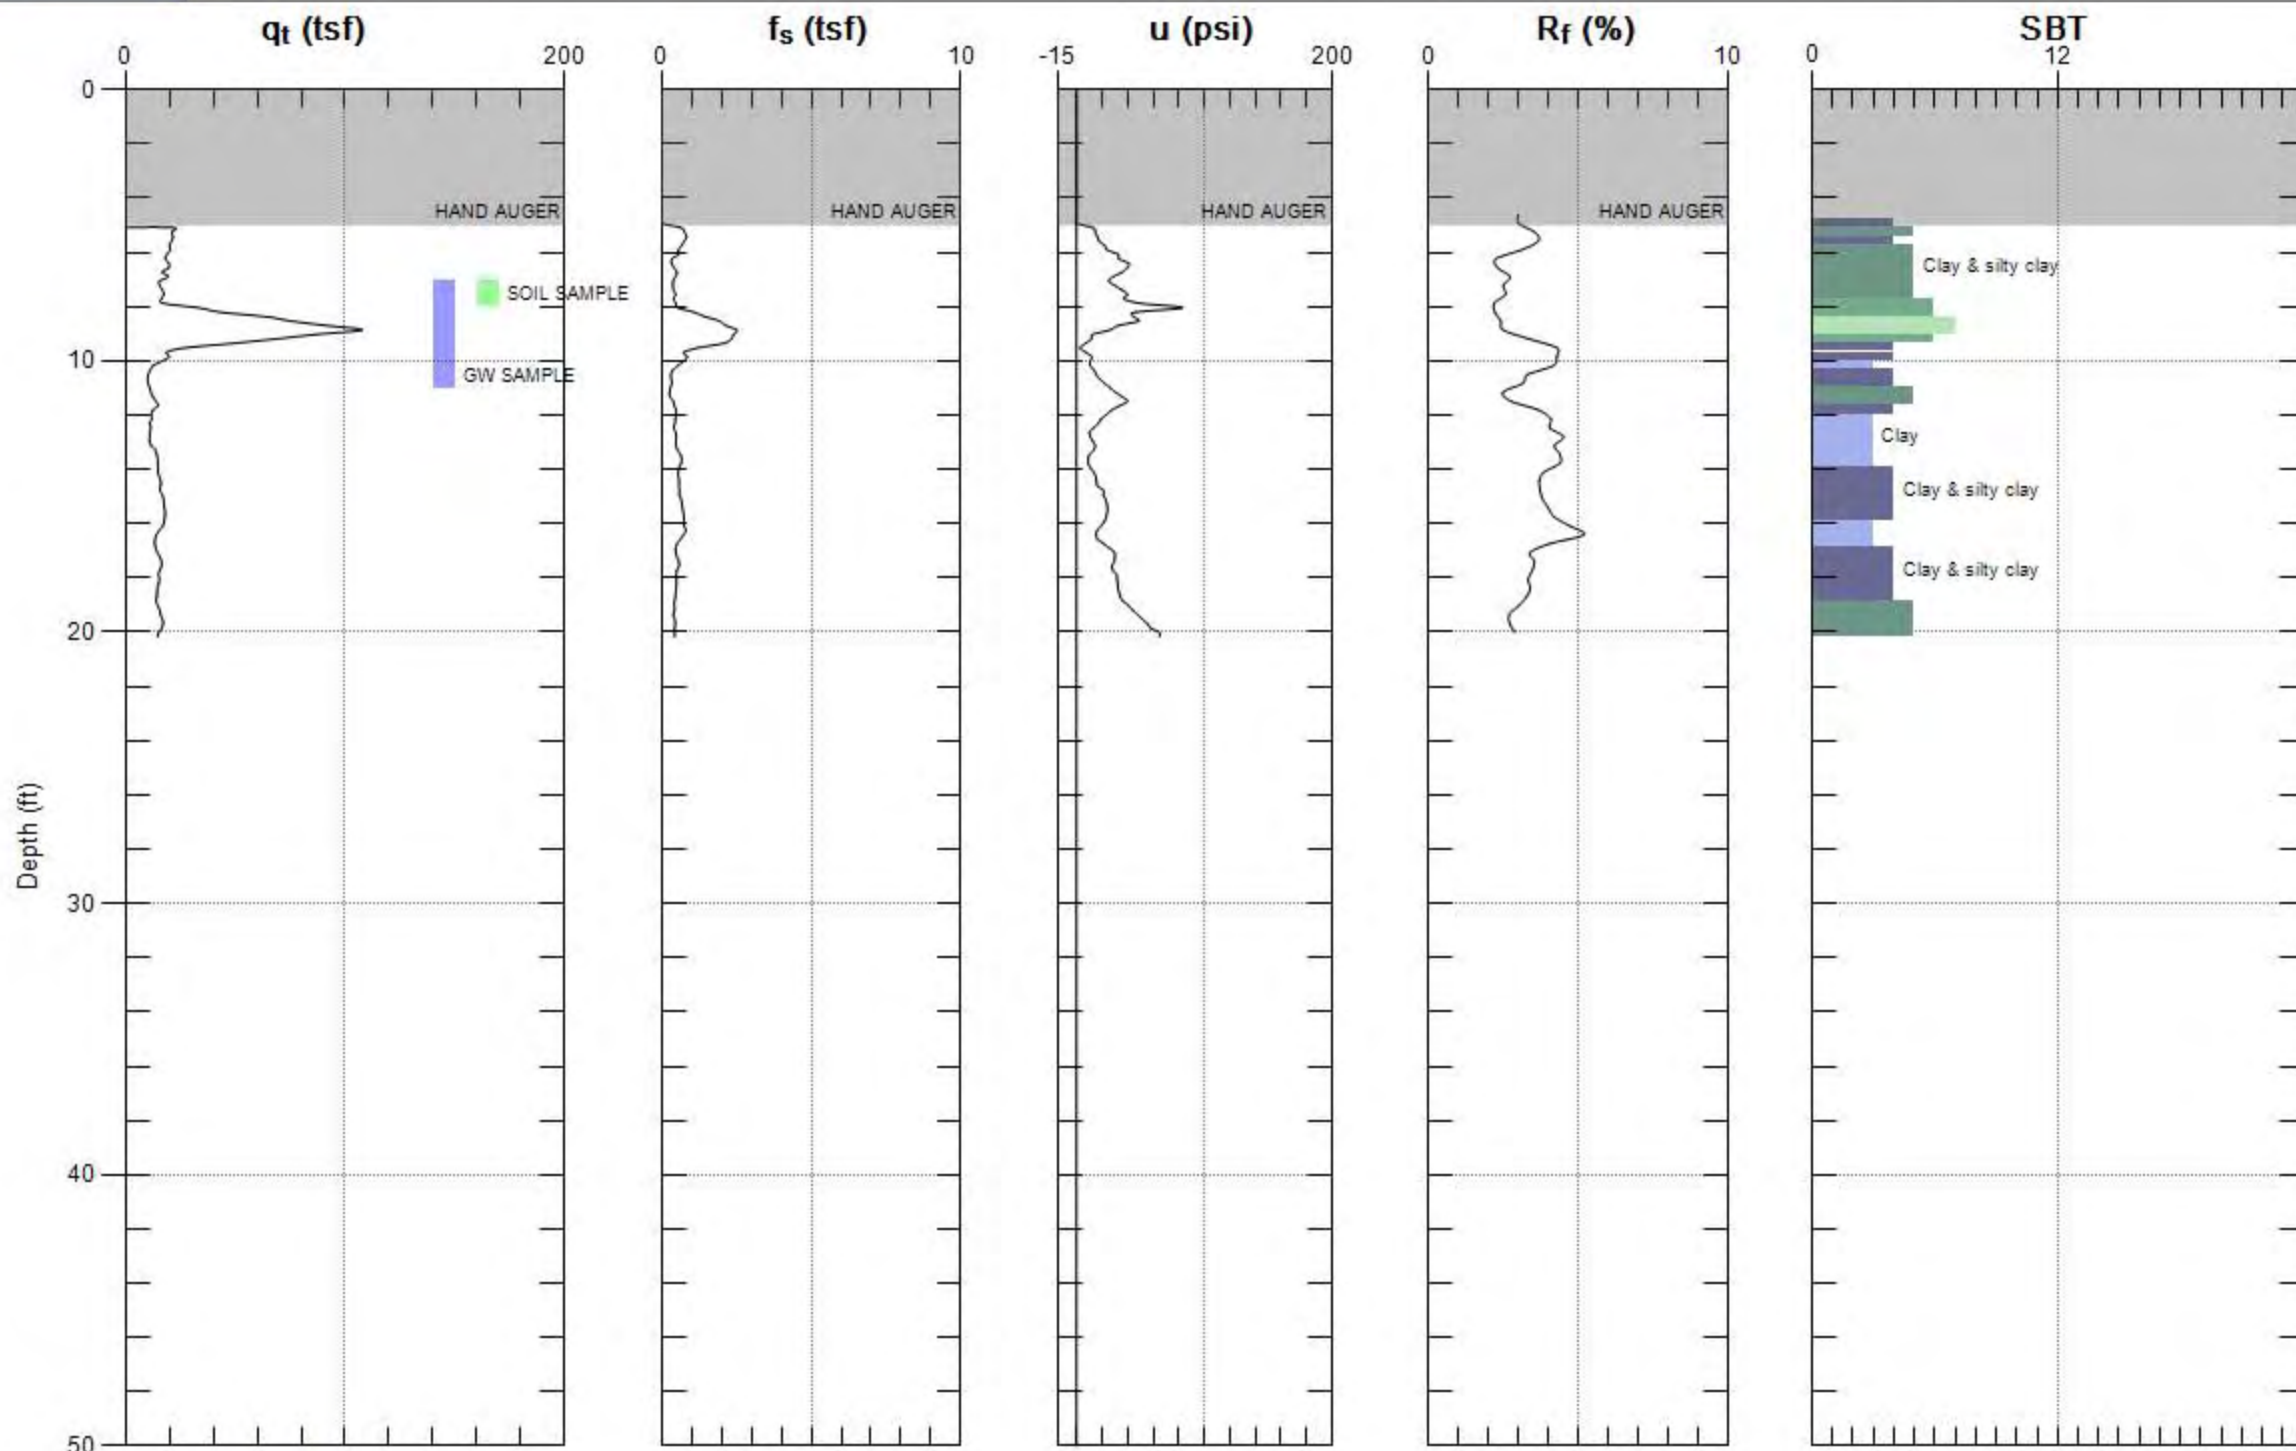 qt (tsf) fs (tsf) u (psi) Rf (%) SBT
0 200 0 10 -15 200 0 10 0 12
0
HAND AUGER HAND AUGER HAND AUGER HAND AUGER
Clay & silty clay
SOIL SAMPLE
10
GW SAMPLE
Clay
Clay & silty clay
Clay & silty clay
20
Depth (ft)
30
40
50